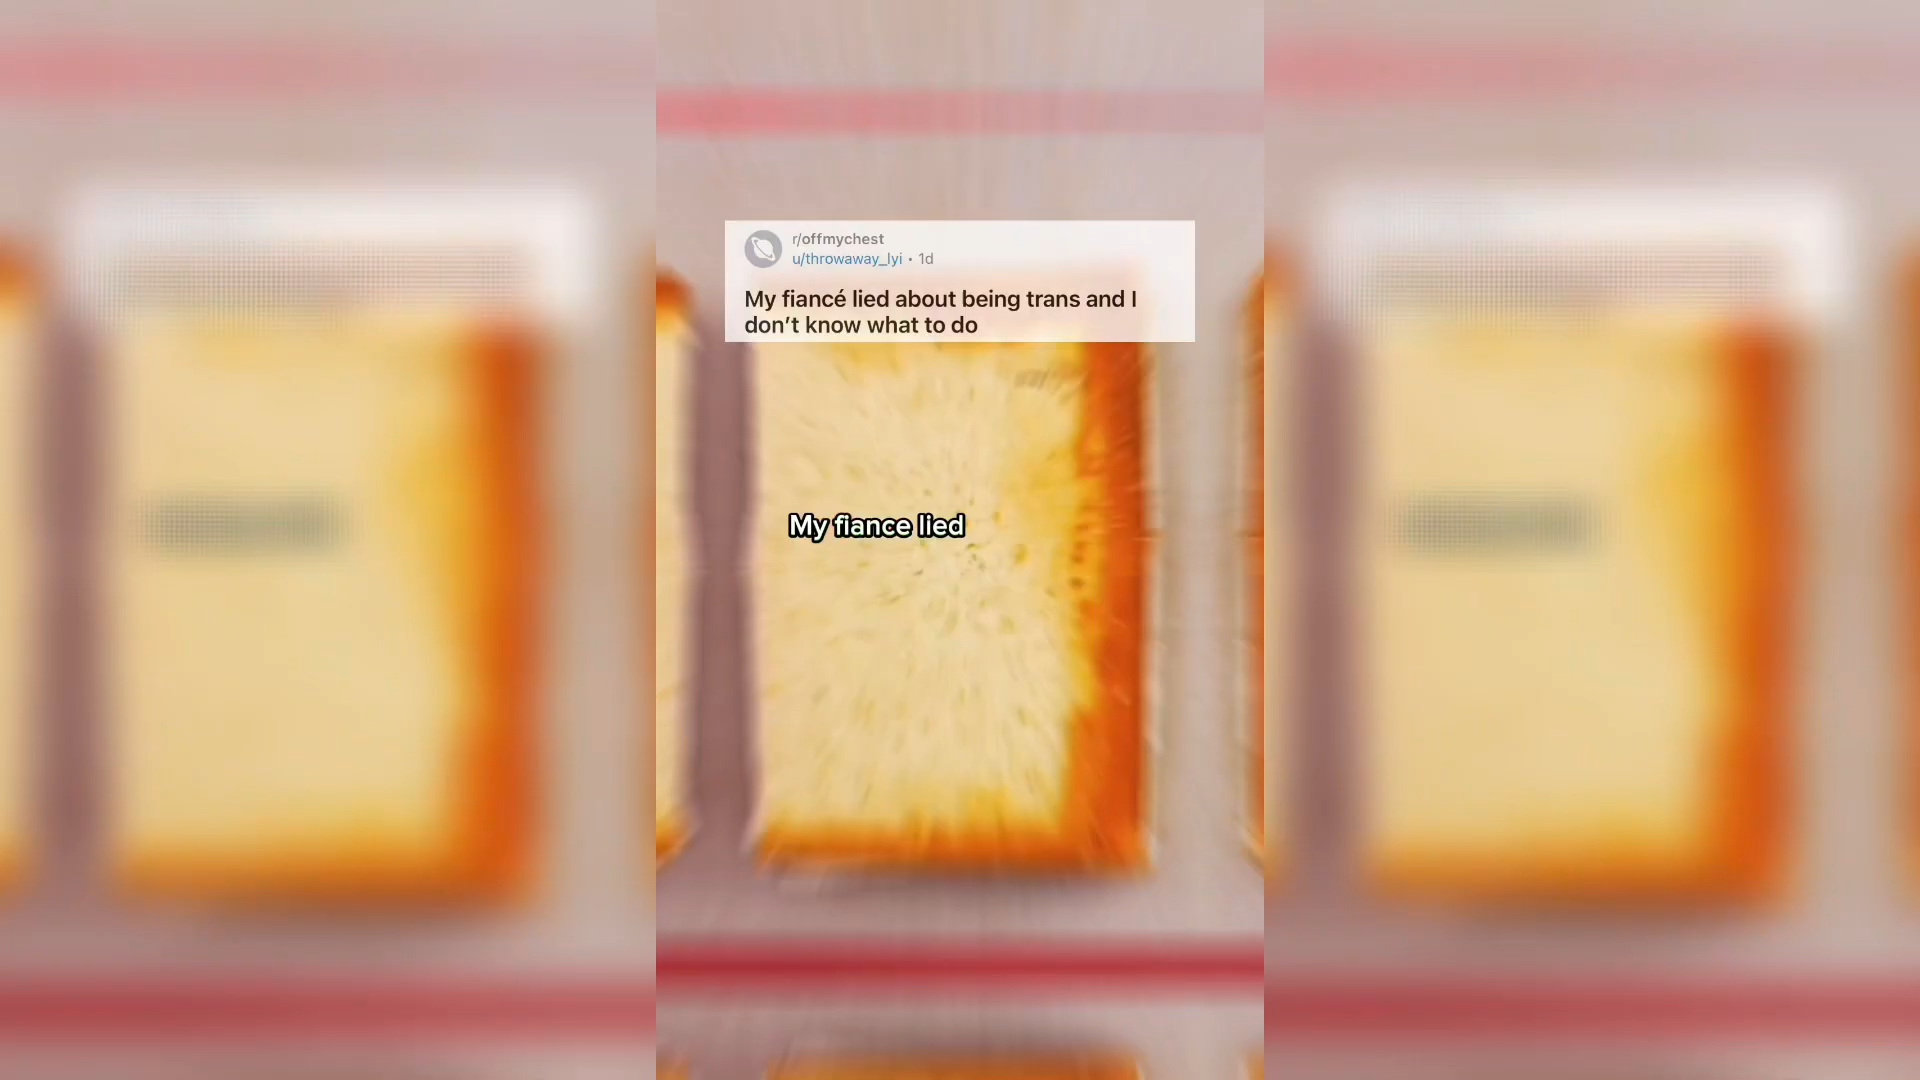 r/offmychest
u/throwaway_lyi • 1d
My fiancé lied about being trans and I
don't know what to do
My fiance lied